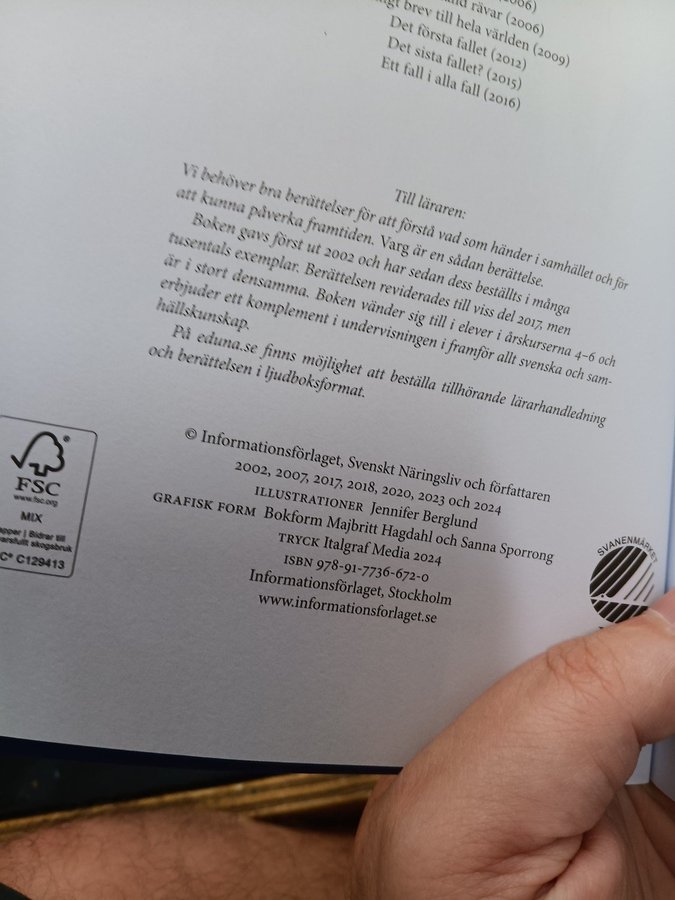 rävar (2006)
brev till hela världen (2009)
Det första fallet (2012)
Det sista fallet? (2015)
Ett fall i alla fall (2016)
Till läraren:
Vi behöver bra berättelser för att förstå vad som händer i samhället och för
att kunna påverka framtiden. Varg är en sådan berättelse.
Boken gavs först ut 2002 och har sedan dess beställts i många
tusentals exemplar. Berättelsen reviderades till viss del 2017, men
är i stort densamma. Boken vänder sig till i elever i årskurserna 4–6 och
erbjuder ett komplement i undervisningen i framför allt svenska och sam-
hällskunskap.
På eduna.se finns möjlighet att beställa tillhörande lärarhandledning
och berättelsen i ljudboksformat.
© Informationsförlaget, Svenskt Näringsliv och författaren
2002, 2007, 2017, 2018, 2020, 2023 och 2024
ILLUSTRATIONER Jennifer Berglund
GRAFISK FORM Bokform Majbritt Hagdahl och Sanna Sporrong
TRYCK Italgraf Media 2024
ISBN 978-91-7736-672-0
Informationsförlaget, Stockholm
www.informationsforlaget.se
®
FSC
www.fsc.org
MIX
| Bidrar till
skogsbruk
C® C129413
SVANENMÄRKET